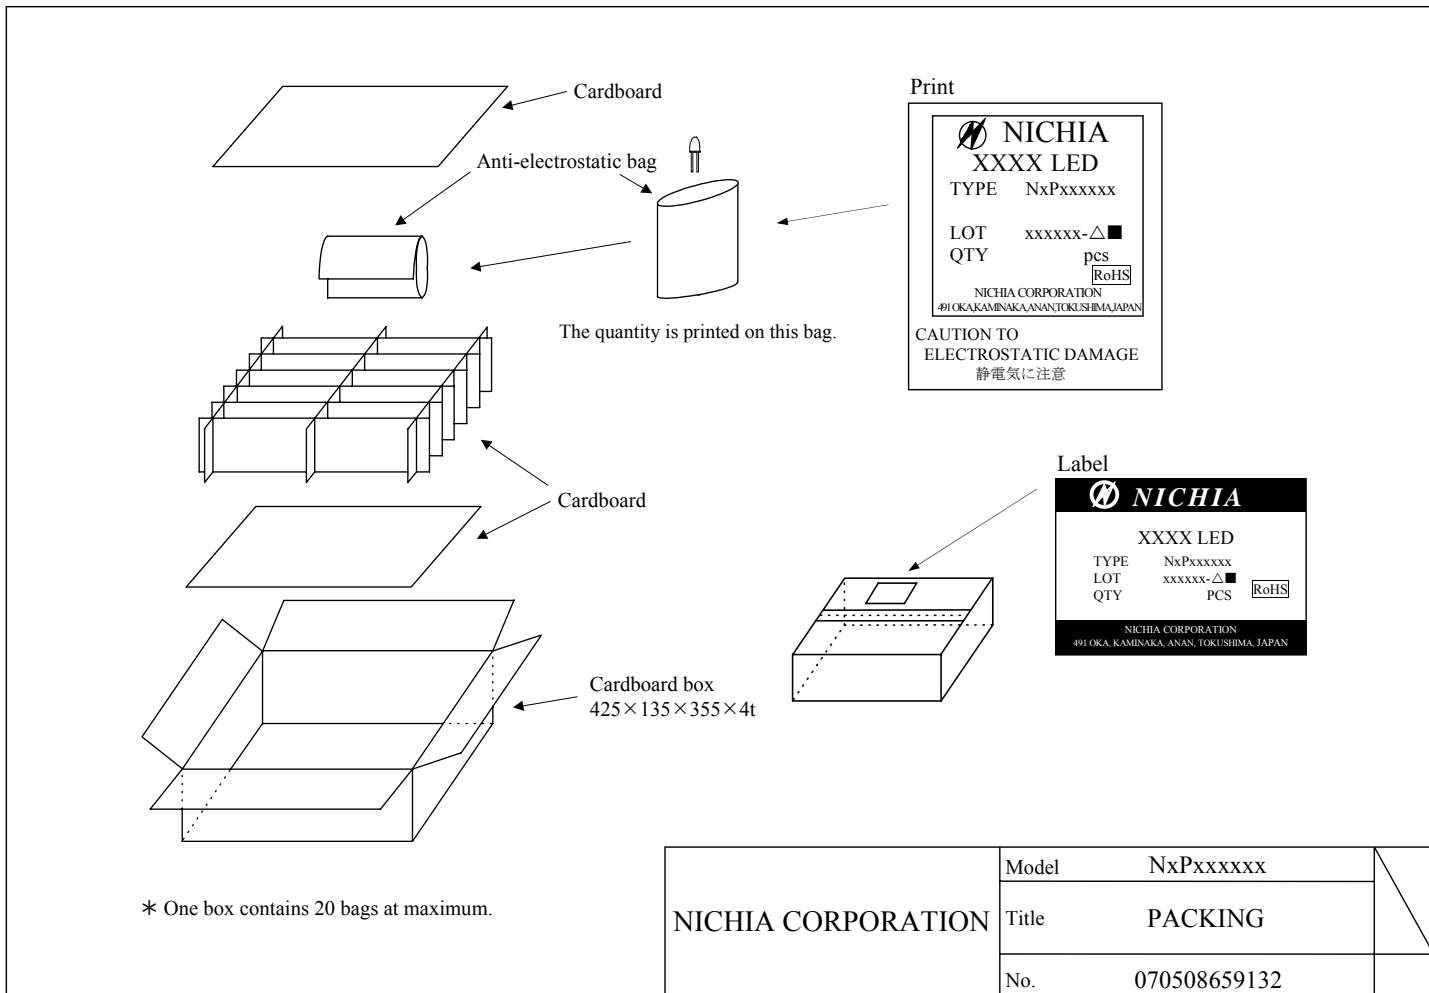 Cardboard
Anti-electrostatic bag
The quantity is printed on this bag.
Cardboard
Cardboard box
425×135×355×4t
＊ One box contains 20 bags at maximum.
Print
NICHIA
XXXX LED
TYPE NxPxxxxxx
LOT xxxxxx-△■
QTY pcs
RoHS
NICHIA CORPORATION
491 OKA,KAMINAKA,ANAN,TOKUSHIMA,JAPAN
CAUTION TO
ELECTROSTATIC DAMAGE
静電気に注意
Label
NICHIA
XXXX LED
TYPE NxPxxxxxx
LOT xxxxxx-△■
QTY PCS
RoHS
NICHIA CORPORATION
491 OKA, KAMINAKA, ANAN, TOKUSHIMA, JAPAN
NICHIA CORPORATION
Model NxPxxxxxx
Title PACKING
No. 070508659132